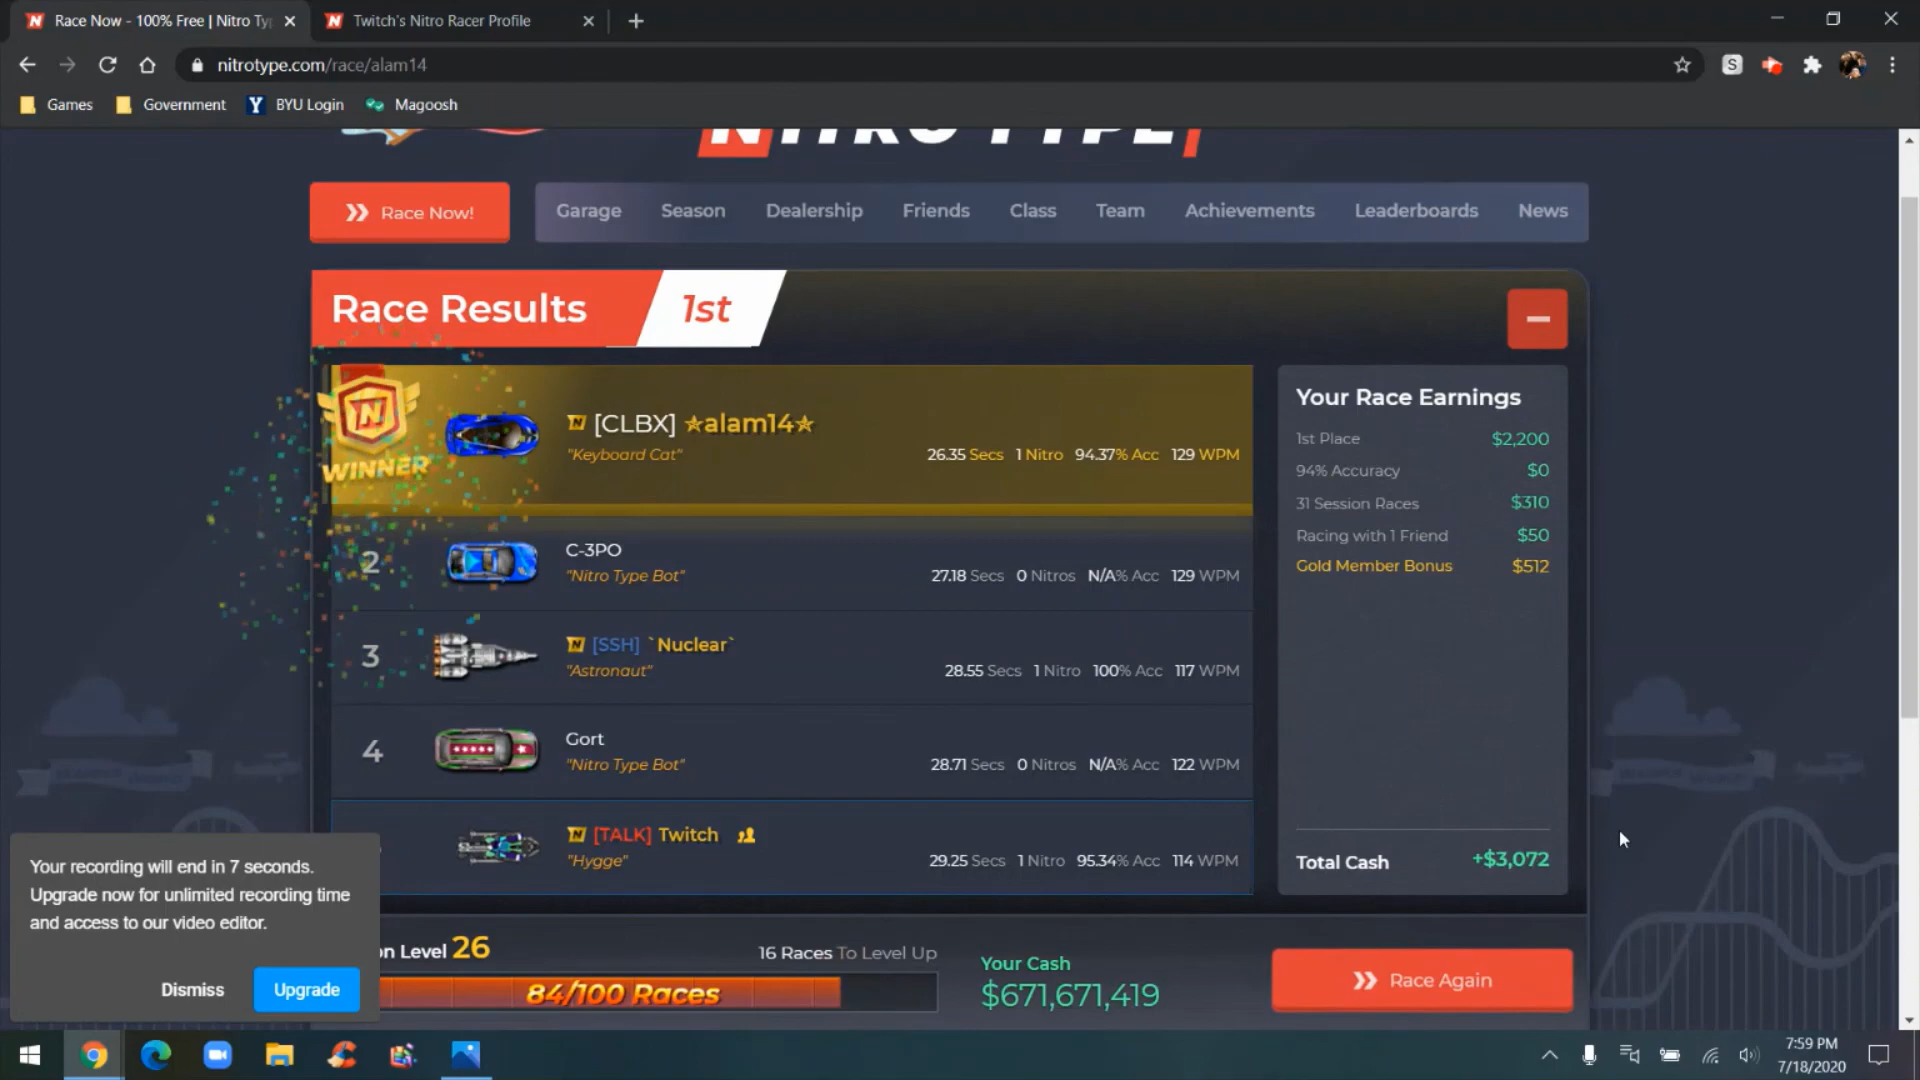 Race Now - 100% Free | Nitro Ty
Twitch's Nitro Racer Profile
nitrotype.com/race/alam14
Games
Government
BYU Login
Magoosh
NITRO TYPE
Race Now!
Garage
Season
Dealership
Friends
Class
Team
Achievements
Leaderboards
News
Race Results
1st
WINNER
[CLBX] ★alam14★
"Keyboard Cat"
26.35 Secs 1 Nitro 94.37% Acc 129 WPM
2
C-3PO
"Nitro Type Bot"
27.18 Secs 0 Nitros N/A% Acc 129 WPM
3
[SSH] `Nuclear`
"Astronaut"
28.55 Secs 1 Nitro 100% Acc 117 WPM
4
Gort
"Nitro Type Bot"
28.71 Secs 0 Nitros N/A% Acc 122 WPM
[TALK] Twitch
"Hygge"
29.25 Secs 1 Nitro 95.34% Acc 114 WPM
Your Race Earnings
1st Place $2,200
94% Accuracy $0
31 Session Races $310
Racing with 1 Friend $50
Gold Member Bonus $512
Total Cash +$3,072
Your recording will end in 7 seconds.
Upgrade now for unlimited recording time
and access to our video editor.
Dismiss
Upgrade
on Level 26
16 Races To Level Up
84/100 Races
Your Cash
$671,671,419
Race Again
7:59 PM
7/18/2020